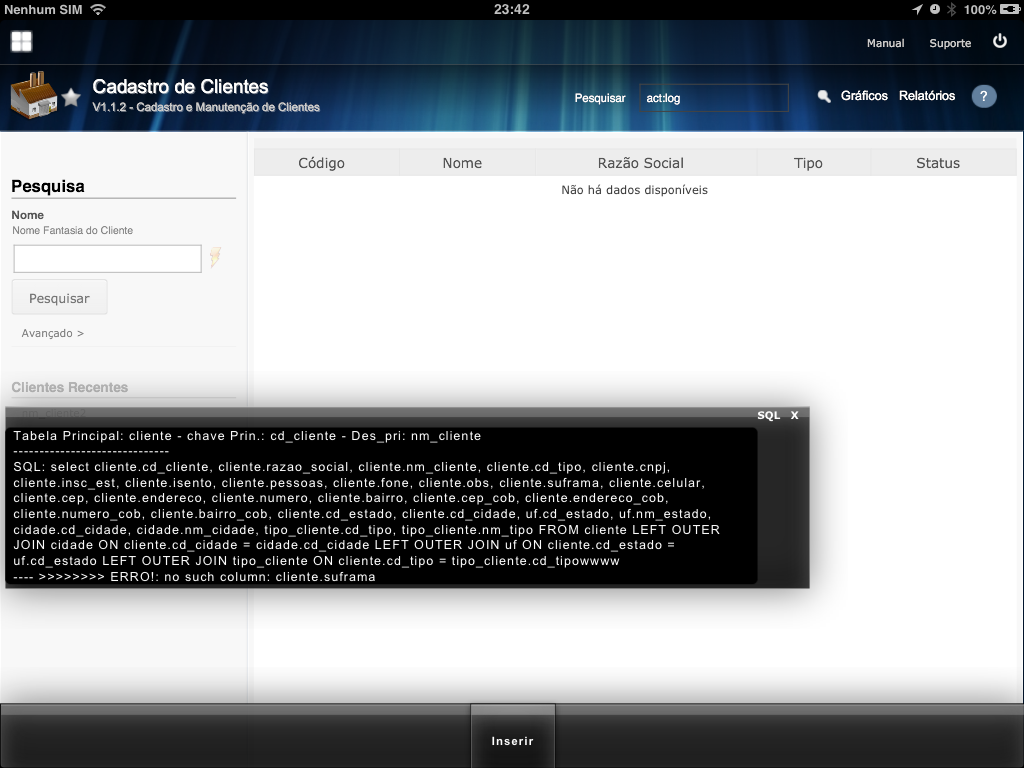 Nenhum SIM
23:42
100%
Manual
Suporte
Cadastro de Clientes
V1.1.2 - Cadastro e Manutenção de Clientes
Pesquisar
act:log
Gráficos
Relatórios
?
Pesquisa
Nome
Nome Fantasia do Cliente
Pesquisar
Avançado >
Clientes Recentes
nm_cliente2
Código
Nome
Razão Social
Tipo
Status
Não há dados disponíveis
SQL X
Tabela Principal: cliente - chave Prin.: cd_cliente - Des_pri: nm_cliente
------------------------------
SQL: select cliente.cd_cliente, cliente.razao_social, cliente.nm_cliente, cliente.cd_tipo, cliente.cnpj,
cliente.insc_est, cliente.isento, cliente.pessoas, cliente.fone, cliente.obs, cliente.suframa, cliente.celular,
cliente.cep, cliente.endereco, cliente.numero, cliente.bairro, cliente.cep_cob, cliente.endereco_cob,
cliente.numero_cob, cliente.bairro_cob, cliente.cd_estado, cliente.cd_cidade, uf.cd_estado, uf.nm_estado,
cidade.cd_cidade, cidade.nm_cidade, tipo_cliente.cd_tipo, tipo_cliente.nm_tipo FROM cliente LEFT OUTER
JOIN cidade ON cliente.cd_cidade = cidade.cd_cidade LEFT OUTER JOIN uf ON cliente.cd_estado =
uf.cd_estado LEFT OUTER JOIN tipo_cliente ON cliente.cd_tipo = tipo_cliente.cd_tipowwww
---- >>>>>>>> ERRO!: no such column: cliente.suframa
Inserir